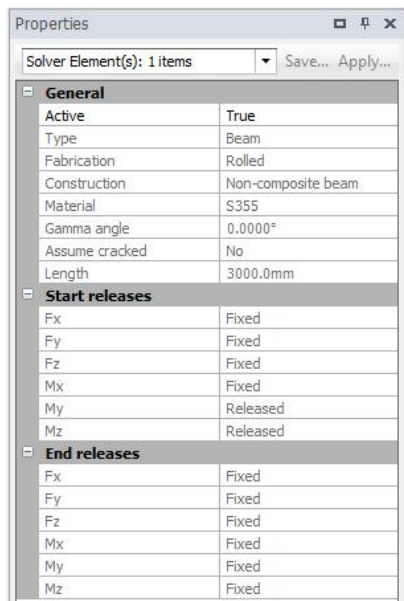 Properties
Solver Element(s): 1 items Save... Apply...
General
Active True
Type Beam
Fabrication Rolled
Construction Non-composite beam
Material S355
Gamma angle 0.0000°
Assume cracked No
Length 3000.0mm
Start releases
Fx Fixed
Fy Fixed
Fz Fixed
Mx Fixed
My Released
Mz Released
End releases
Fx Fixed
Fy Fixed
Fz Fixed
Mx Fixed
My Fixed
Mz Fixed